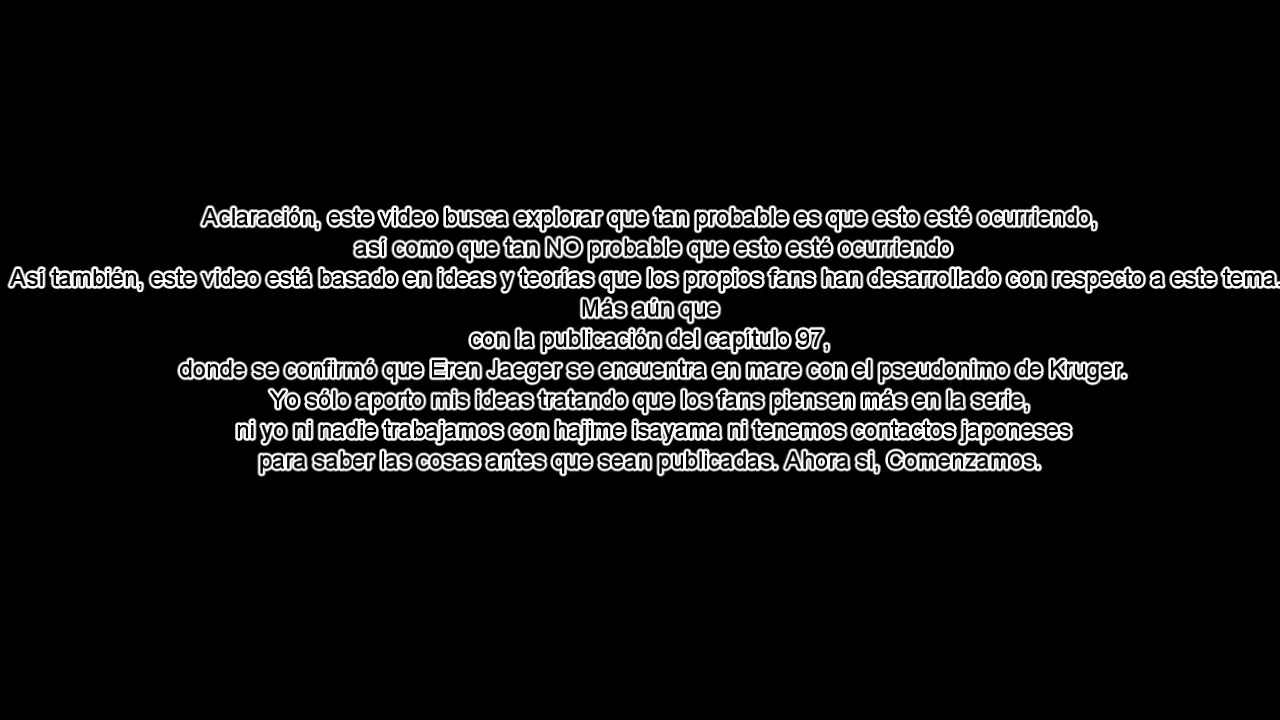 Aclaración, este video busca explorar que tan probable es que esto esté ocurriendo,
así como que tan NO probable que esto esté ocurriendo
Así también, este video está basado en ideas y teorías que los propios fans han desarrollado con respecto a este tema.
Más aún que
con la publicación del capítulo 97,
donde se confirmó que Eren Jaeger se encuentra en mare con el pseudonimo de Kruger.
Yo sólo aporto mis ideas tratando que los fans piensen más en la serie,
ni yo ni nadie trabajamos con hajime isayama ni tenemos contactos japoneses
para saber las cosas antes que sean publicadas. Ahora si, Comenzamos.